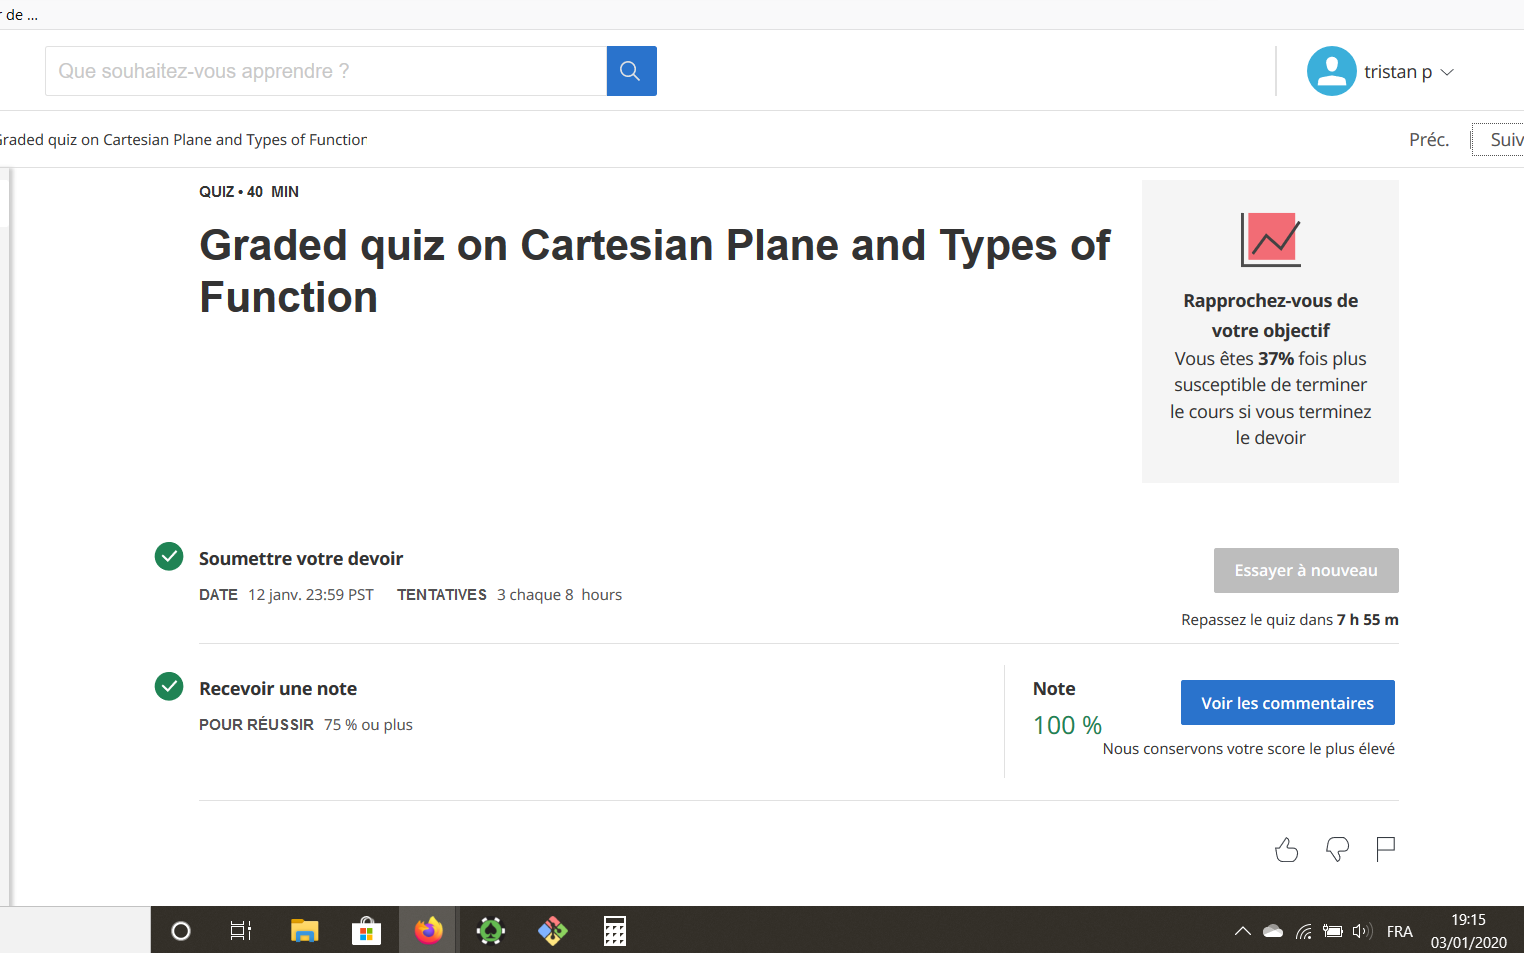 r de ...
Que souhaitez-vous apprendre ?
tristan p
Graded quiz on Cartesian Plane and Types of Function
Préc.
Suiv
QUIZ • 40 MIN
Graded quiz on Cartesian Plane and Types of
Function
Rapprochez-vous de
votre objectif
Vous êtes 37% fois plus
susceptible de terminer
le cours si vous terminez
le devoir
Soumettre votre devoir
DATE 12 janv. 23:59 PST TENTATIVES 3 chaque 8 hours
Essayer à nouveau
Repassez le quiz dans 7 h 55 m
Recevoir une note
POUR RÉUSSIR 75 % ou plus
Note
100 %
Voir les commentaires
Nous conservons votre score le plus élevé
FRA
19:15
03/01/2020